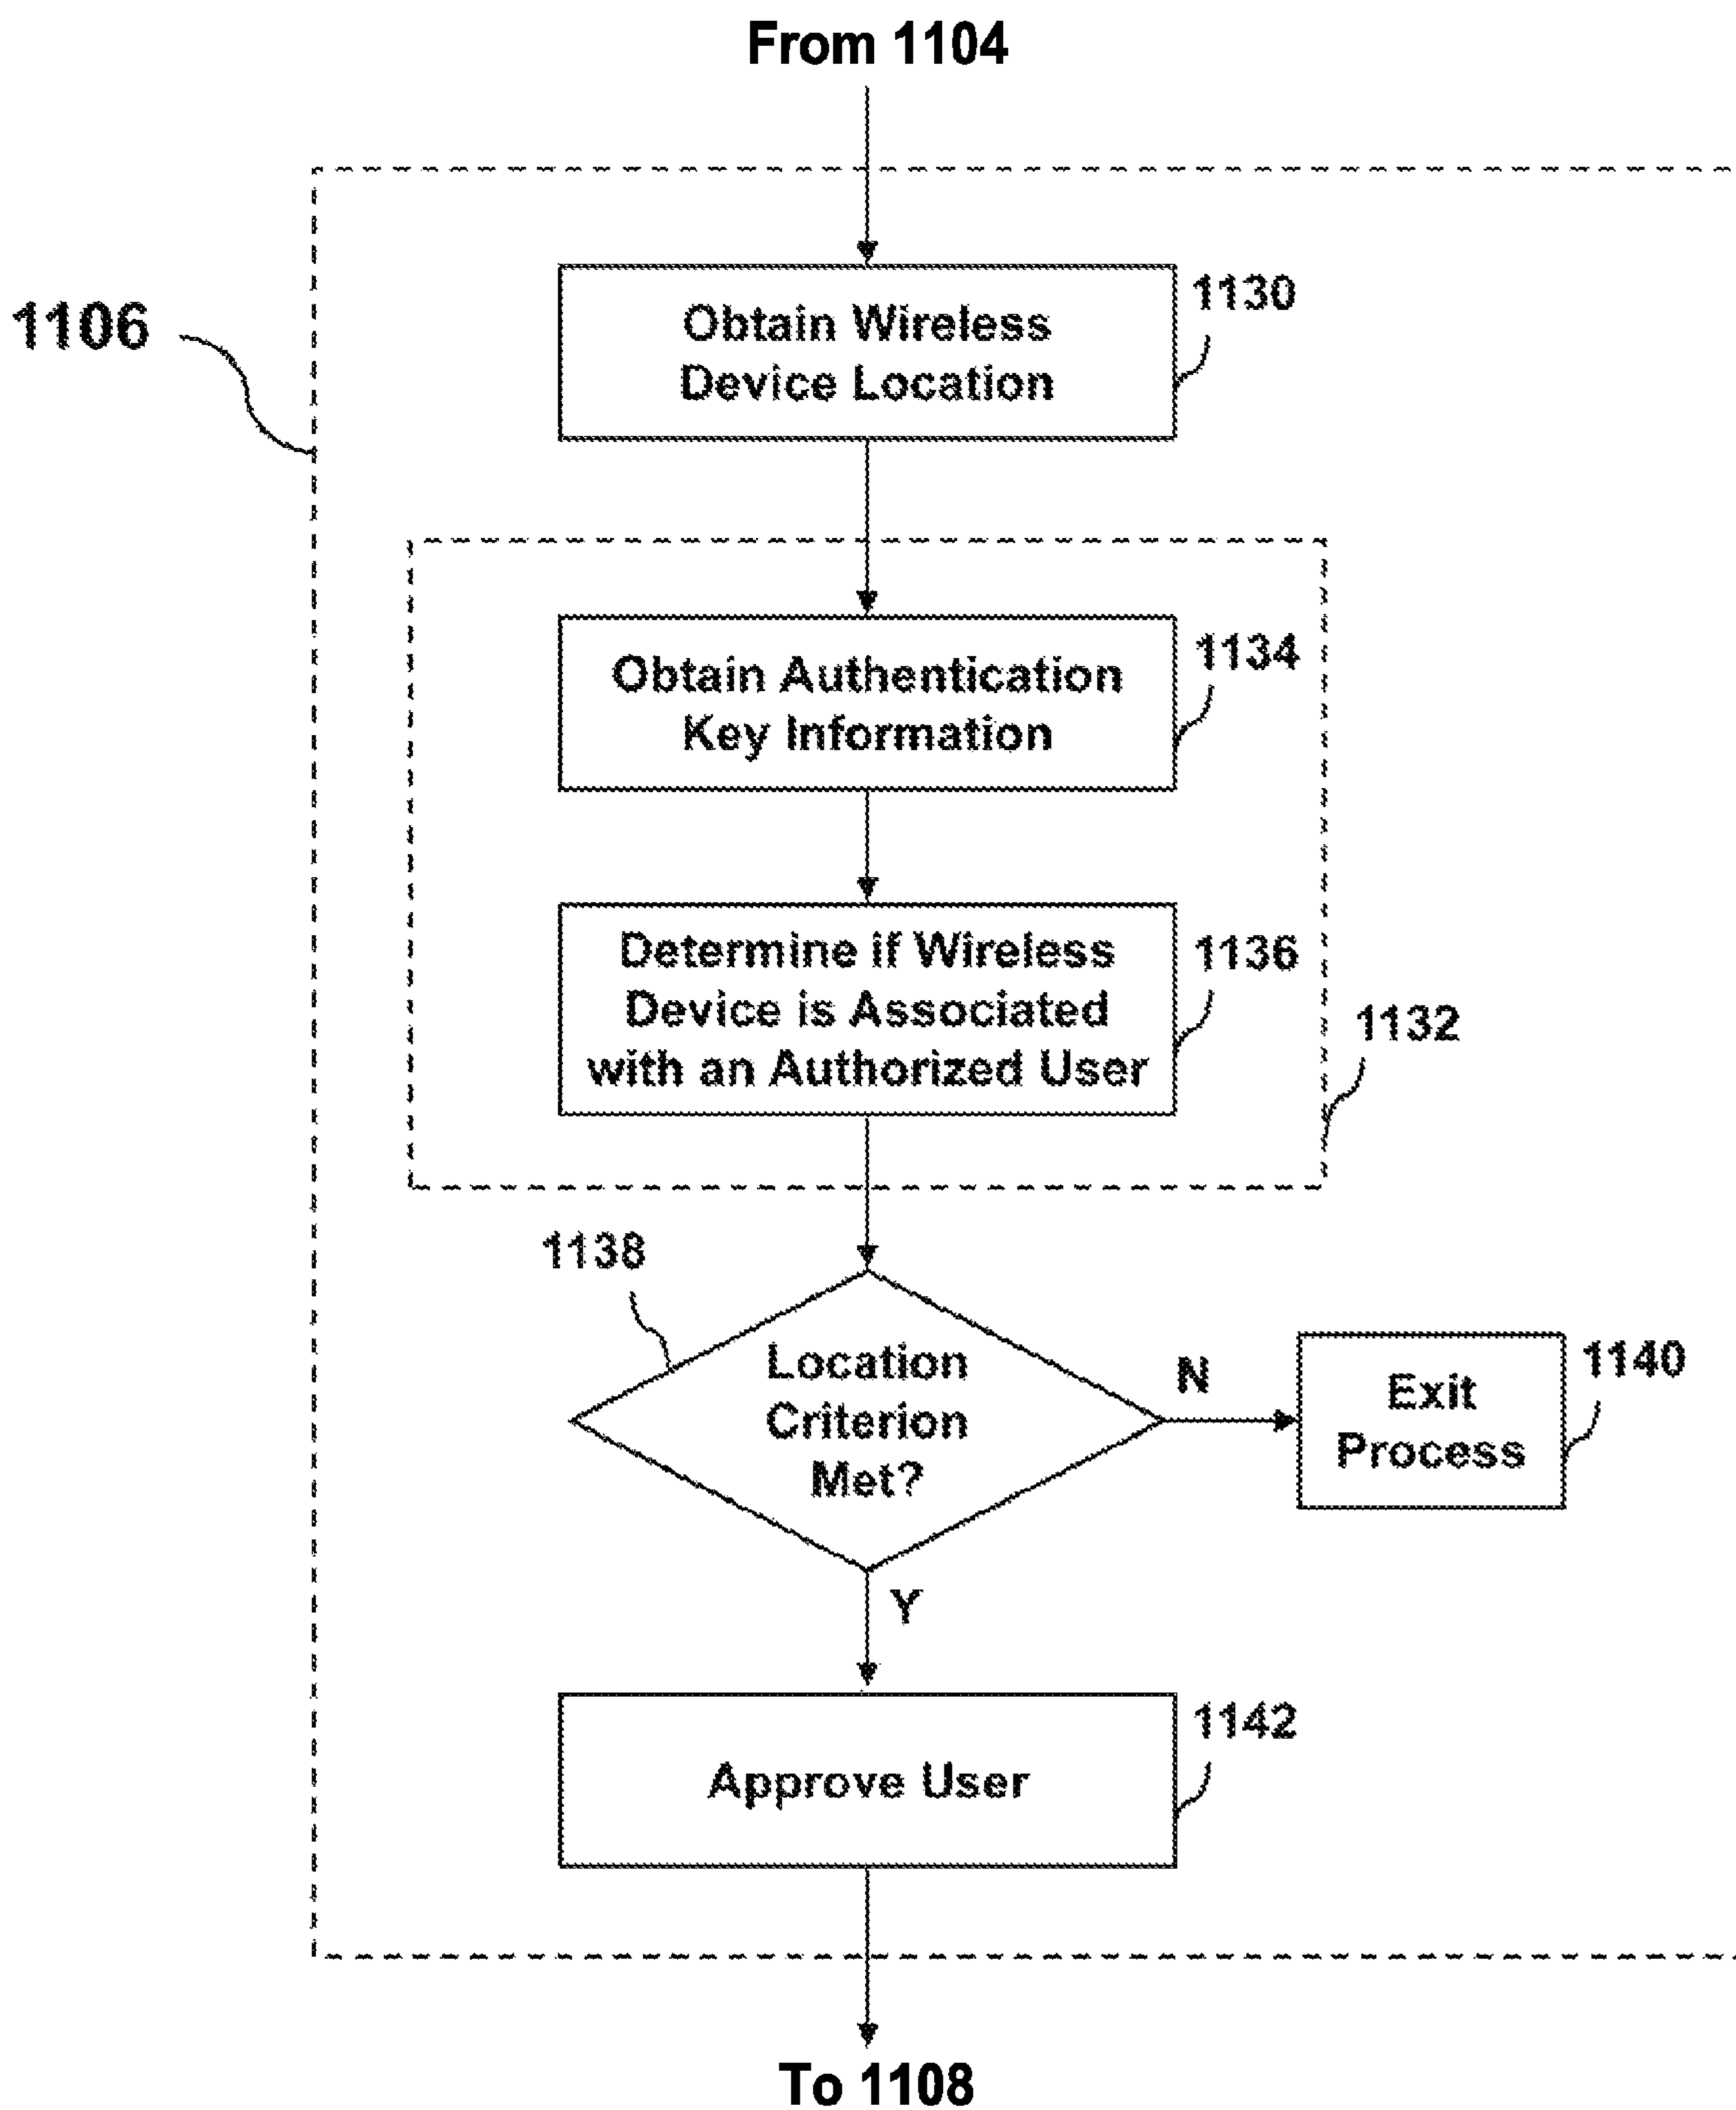 From 1104
1106
1130
Obtain Wireless
Device Location
1134
Obtain Authentication
Key Information
1136
Determine if Wireless
Device is Associated
with an Authorized User
1132
1138
Location
Criterion
Met?
N
1140
Exit
Process
Y
1142
Approve User
To 1108